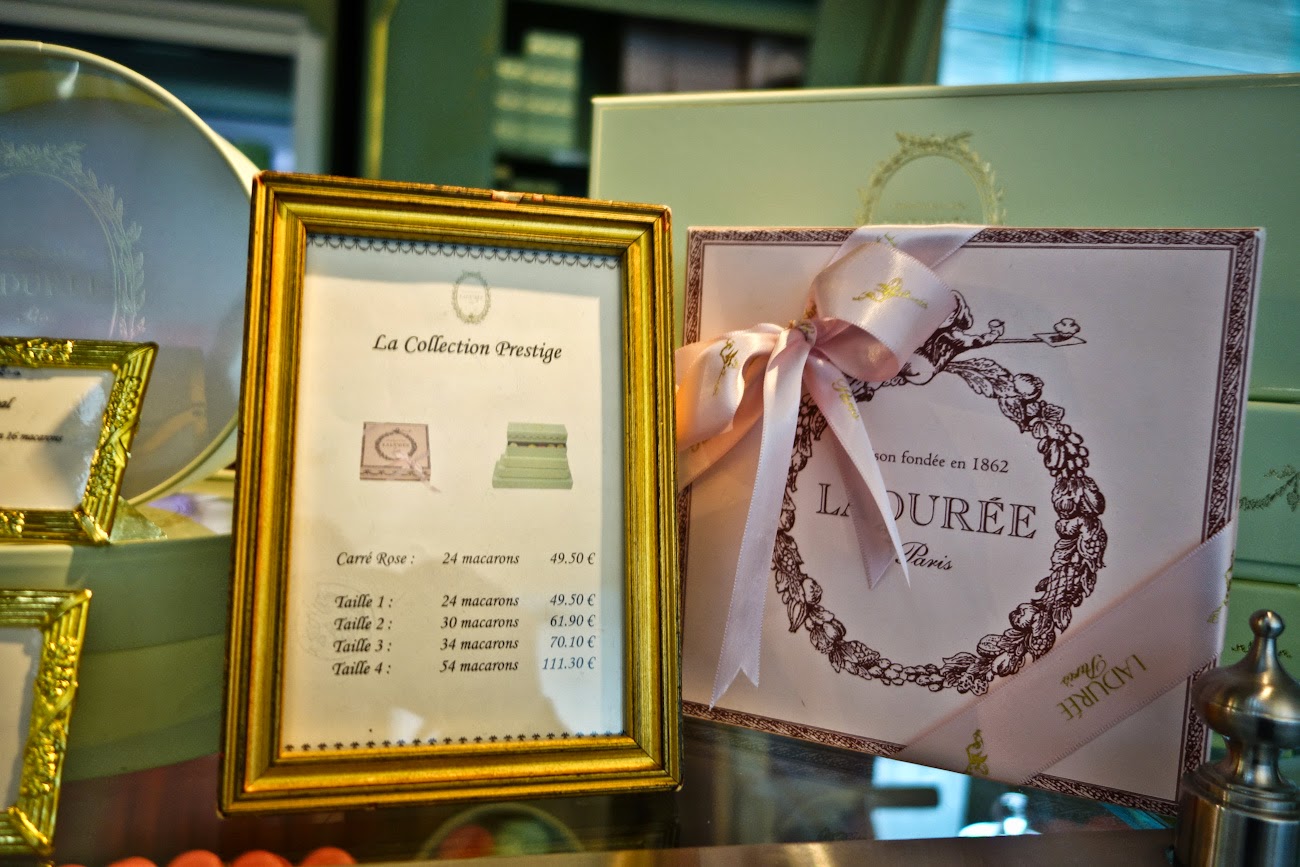 La Collection Prestige
Carré Rose : 24 macarons 49.50 €
Taille 1 : 24 macarons 49.50 €
Taille 2 : 30 macarons 61.90 €
Taille 3 : 34 macarons 70.10 €
Taille 4 : 54 macarons 111.30 €
son fondée en 1862
LADURÉE
Paris
LADURÉE
Paris
16 macarons